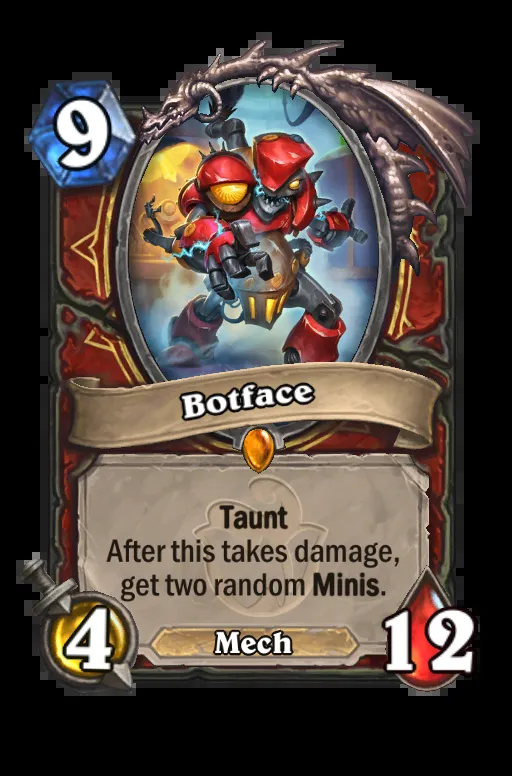 9
Botface
Taunt
After this takes damage,
get two random Minis.
4
Mech
12